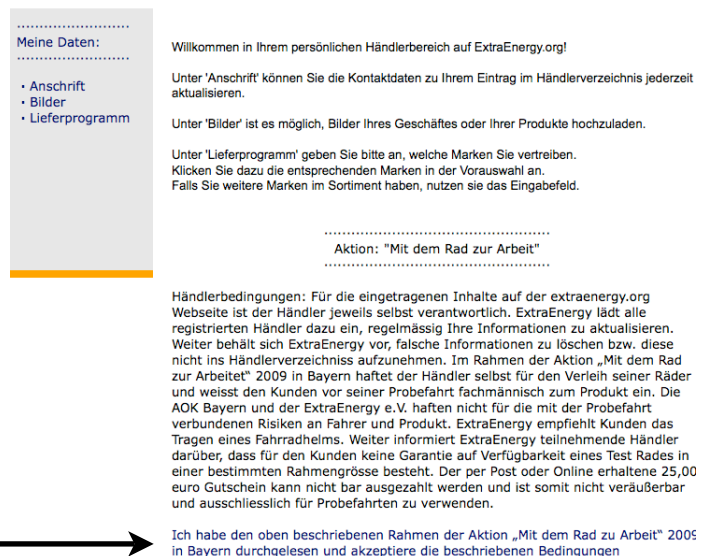 Meine Daten:
· Anschrift
· Bilder
· Lieferprogramm
Willkommen in Ihrem persönlichen Händlerbereich auf ExtraEnergy.org!
Unter 'Anschrift' können Sie die Kontaktdaten zu Ihrem Eintrag im Händlerverzeichnis jederzeit
aktualisieren.
Unter 'Bilder' ist es möglich, Bilder Ihres Geschäftes oder Ihrer Produkte hochzuladen.
Unter 'Lieferprogramm' geben Sie bitte an, welche Marken Sie vertreiben.
Klicken Sie dazu die entsprechenden Marken in der Vorauswahl an.
Falls Sie weitere Marken im Sortiment haben, nutzen sie das Eingabefeld.
Aktion: "Mit dem Rad zur Arbeit"
Händlerbedingungen: Für die eingetragenen Inhalte auf der extraenergy.org
Webseite ist der Händler jeweils selbst verantwortlich. ExtraEnergy lädt alle
registrierten Händler dazu ein, regelmässig Ihre Informationen zu aktualisieren.
Weiter behält sich ExtraEnergy vor, falsche Informationen zu löschen bzw. diese
nicht ins Händlerverzeichniss aufzunehmen. Im Rahmen der Aktion „Mit dem Rad
zur Arbeitet“ 2009 in Bayern haftet der Händler selbst für den Verleih seiner Räder
und weisst den Kunden vor seiner Probefahrt fachmännisch zum Produkt ein. Die
AOK Bayern und der ExtraEnergy e.V. haften nicht für die mit der Probefahrt
verbundenen Risiken an Fahrer und Produkt. ExtraEnergy empfiehlt Kunden das
Tragen eines Fahrradhelms. Weiter informiert ExtraEnergy teilnehmende Händler
darüber, dass für den Kunden keine Garantie auf Verfügbarkeit eines Test Rades in
einer bestimmten Rahmengrösse besteht. Der per Post oder Online erhaltene 25,00
euro Gutschein kann nicht bar ausgezahlt werden und ist somit nicht veräußerbar
und ausschliesslich für Probefahrten zu verwenden.
Ich habe den oben beschriebenen Rahmen der Aktion „Mit dem Rad zu Arbeit“ 2009
in Bayern durchgelesen und akzeptiere die beschriebenen Bedingungen